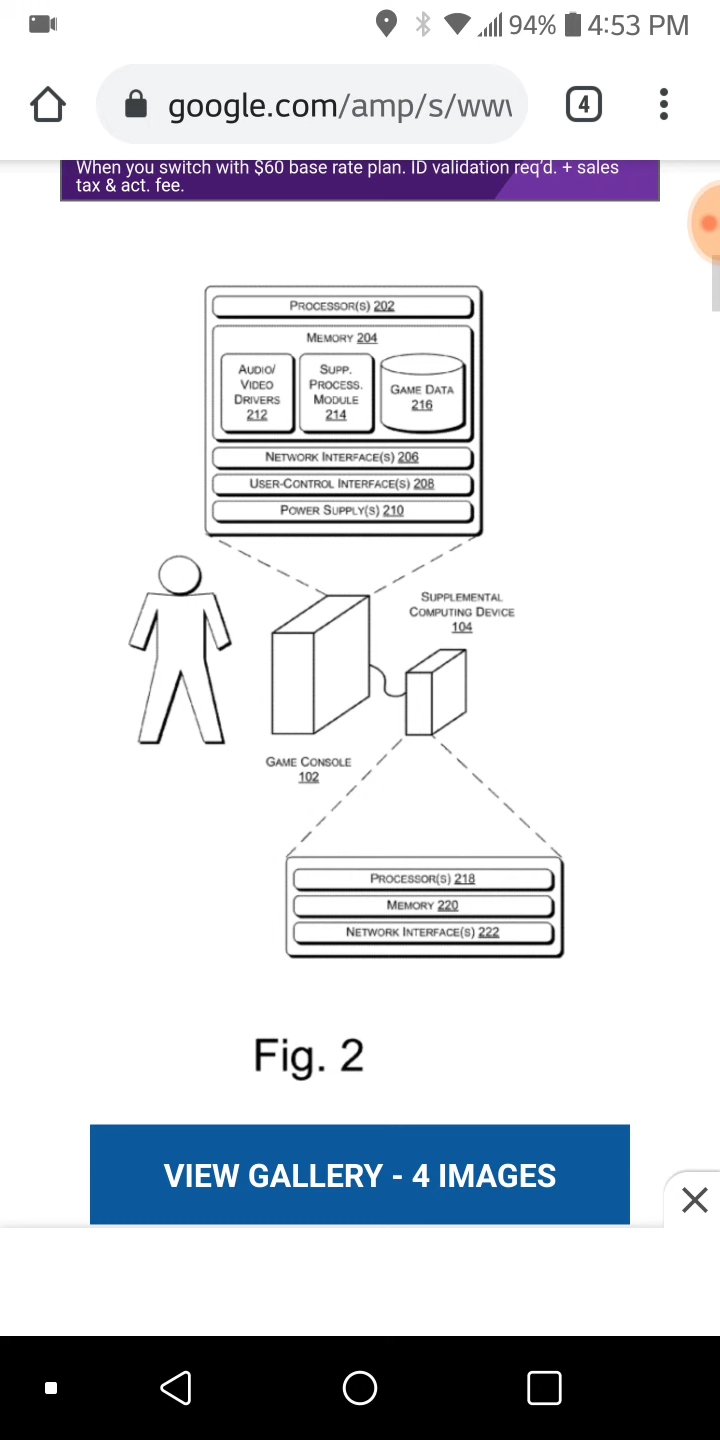 94% 4:53 PM
google.com/amp/s/www
4
When you switch with $60 base rate plan. ID validation req'd. + sales
tax & act. fee.
PROCESSOR(S) 202
MEMORY 204
AUDIO/
VIDEO
DRIVERS
212
SUPP.
PROCESS.
MODULE
214
GAME DATA
216
NETWORK INTERFACE(S) 206
USER-CONTROL INTERFACE(S) 208
POWER SUPPLY(S) 210
SUPPLEMENTAL
COMPUTING DEVICE
104
GAME CONSOLE
102
PROCESSOR(S) 218
MEMORY 220
NETWORK INTERFACE(S) 222
Fig. 2
VIEW GALLERY - 4 IMAGES